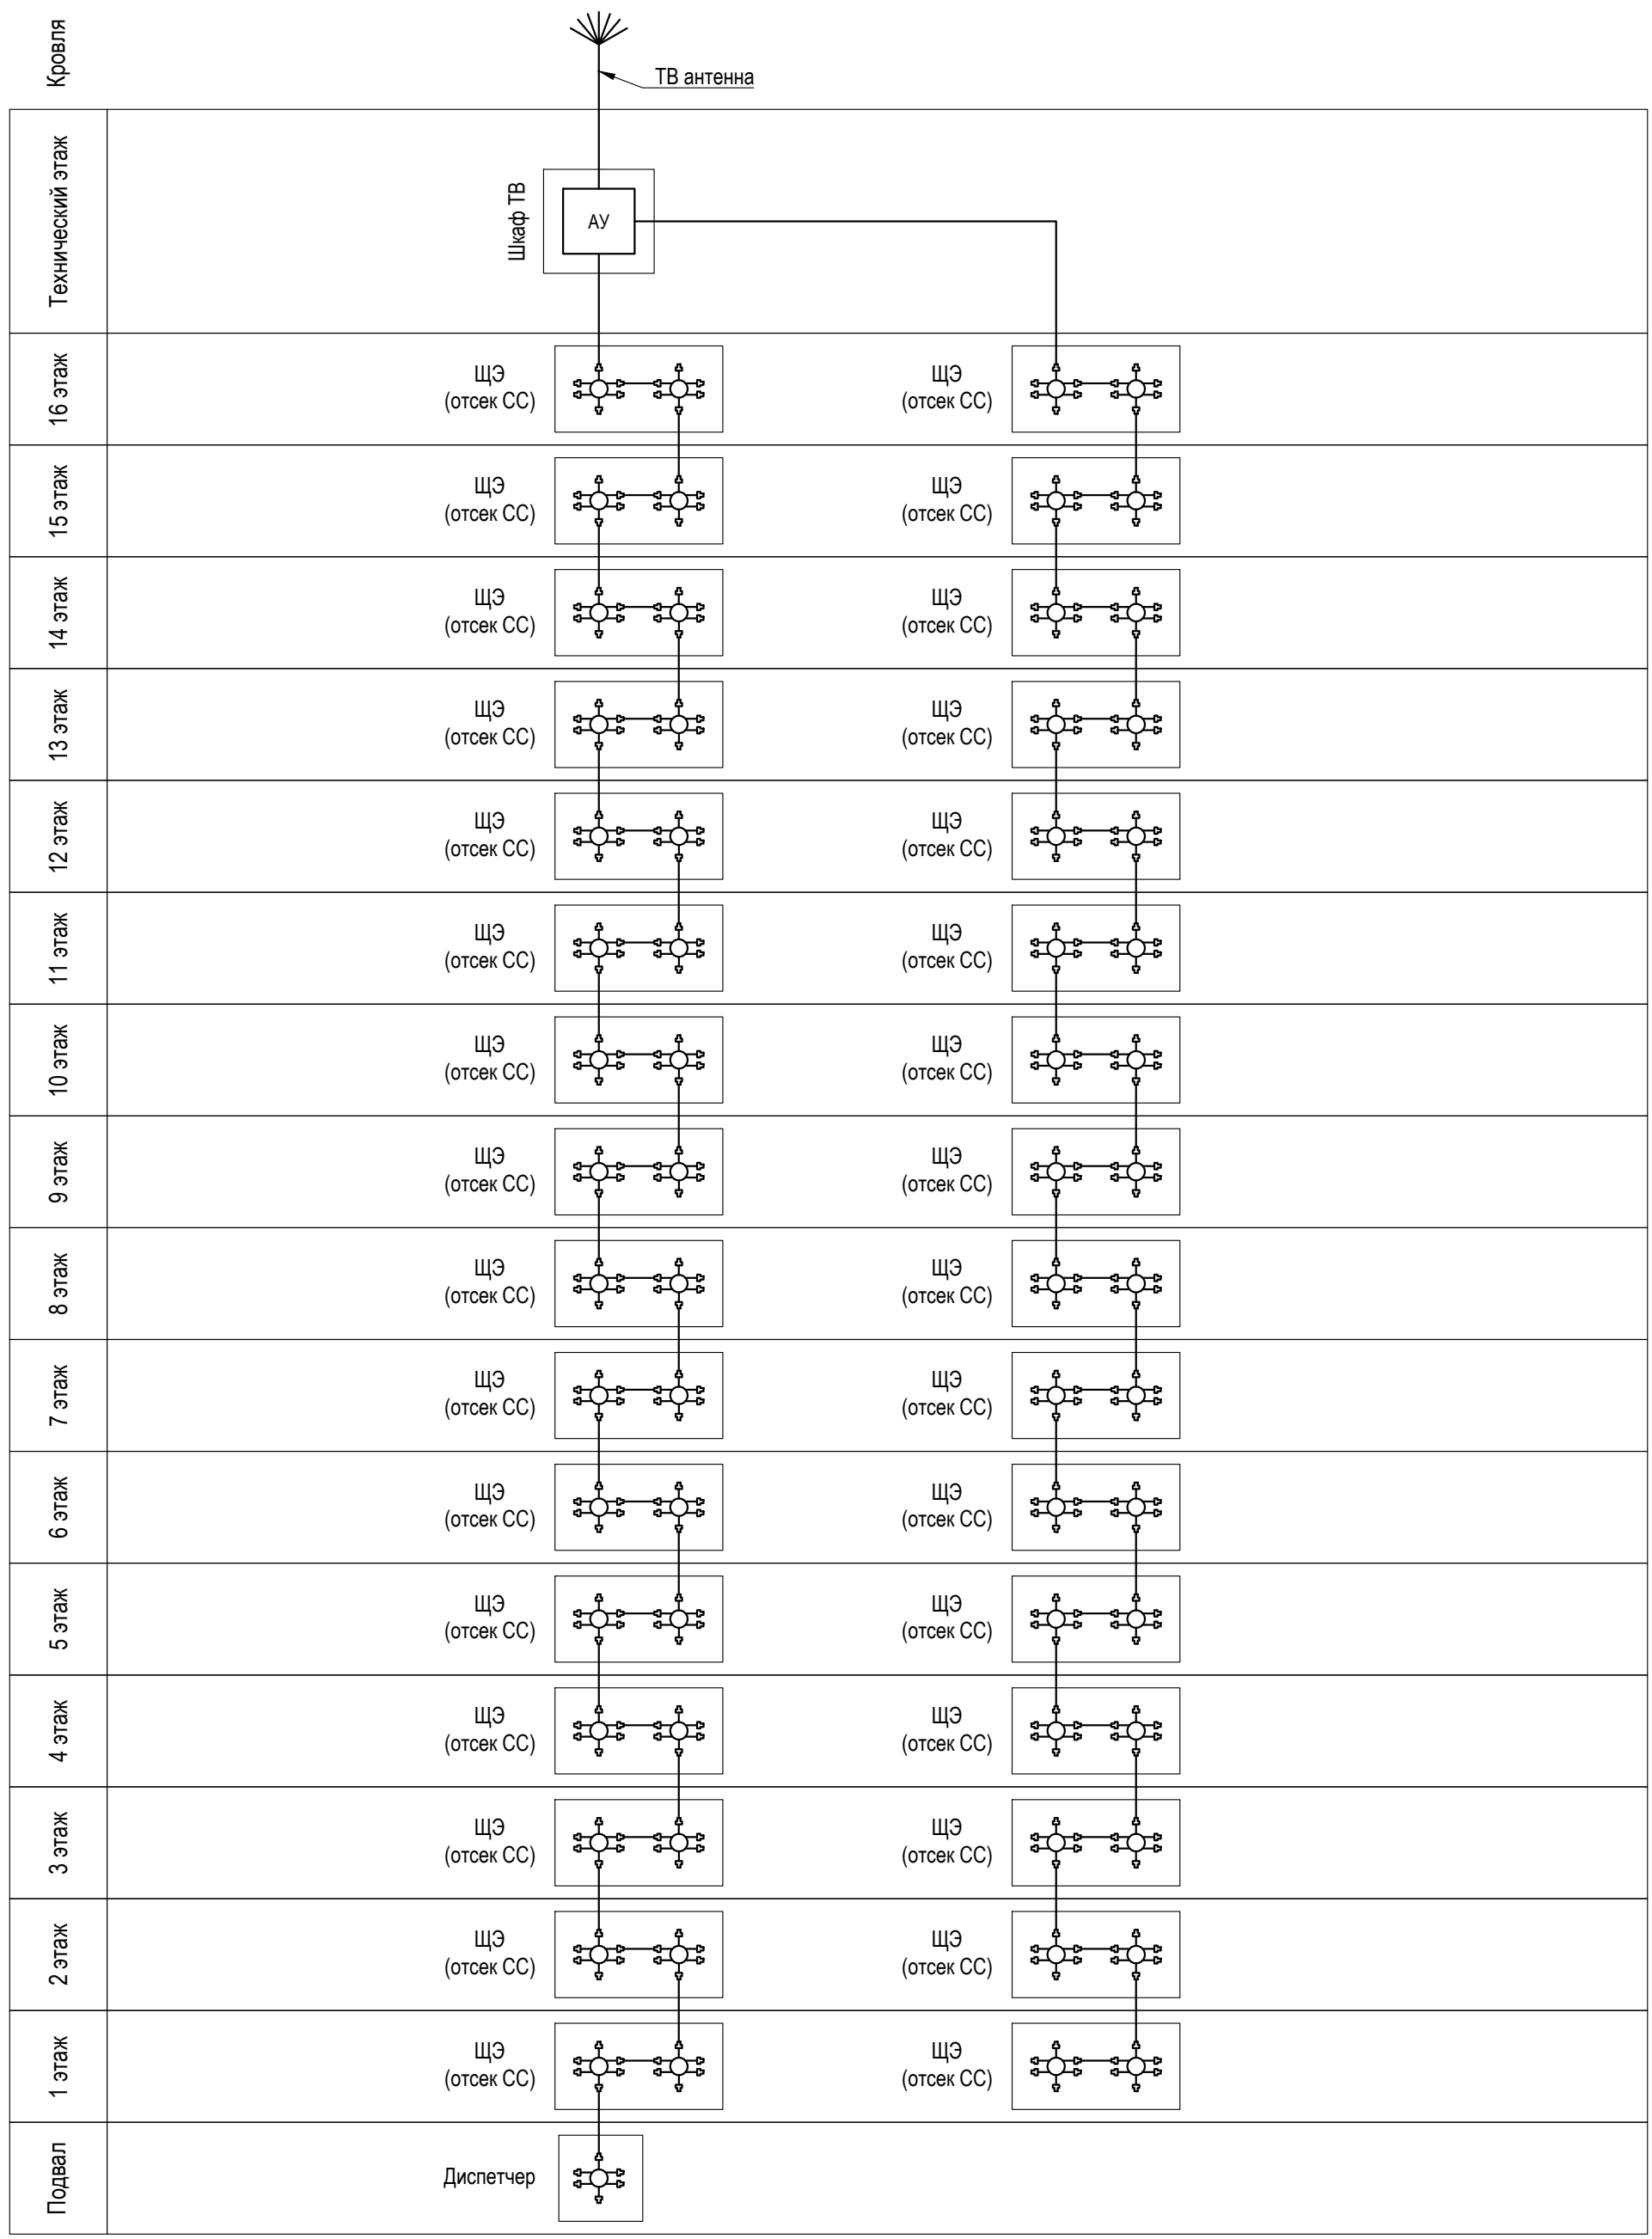 Кровля
ТВ антенна
Технический этаж
Шкаф ТВ
АУ
16 этаж
ЩЭ
(отсек СС)
ЩЭ
(отсек СС)
15 этаж
ЩЭ
(отсек СС)
ЩЭ
(отсек СС)
14 этаж
ЩЭ
(отсек СС)
ЩЭ
(отсек СС)
13 этаж
ЩЭ
(отсек СС)
ЩЭ
(отсек СС)
12 этаж
ЩЭ
(отсек СС)
ЩЭ
(отсек СС)
11 этаж
ЩЭ
(отсек СС)
ЩЭ
(отсек СС)
10 этаж
ЩЭ
(отсек СС)
ЩЭ
(отсек СС)
9 этаж
ЩЭ
(отсек СС)
ЩЭ
(отсек СС)
8 этаж
ЩЭ
(отсек СС)
ЩЭ
(отсек СС)
7 этаж
ЩЭ
(отсек СС)
ЩЭ
(отсек СС)
6 этаж
ЩЭ
(отсек СС)
ЩЭ
(отсек СС)
5 этаж
ЩЭ
(отсек СС)
ЩЭ
(отсек СС)
4 этаж
ЩЭ
(отсек СС)
ЩЭ
(отсек СС)
3 этаж
ЩЭ
(отсек СС)
ЩЭ
(отсек СС)
2 этаж
ЩЭ
(отсек СС)
ЩЭ
(отсек СС)
1 этаж
ЩЭ
(отсек СС)
ЩЭ
(отсек СС)
Подвал
Диспетчер